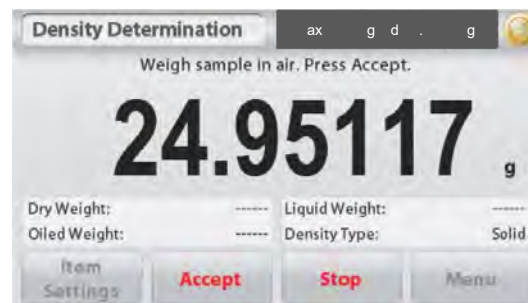 Density Determination
ax g d . g
Weigh sample in air. Press Accept.
24.95117 g
Dry Weight: ------ Liquid Weight: ------
Oiled Weight: ------ Density Type: Solid
Item Settings Accept Stop Menu